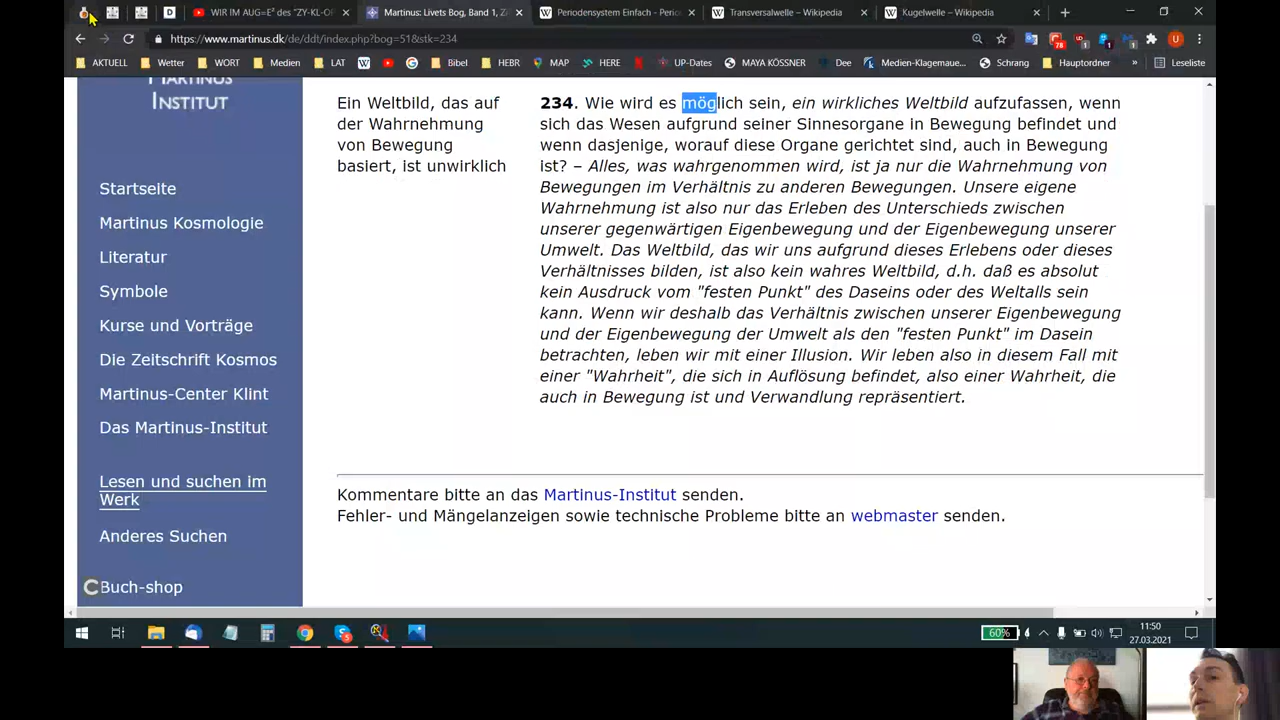 WIR IM AUG=E² des "ZY-KL-OP
Martinus: Livets Bog, Band 1, Zi
Periodensystem Einfach - Period
Transversalwelle – Wikipedia
Kugelwelle – Wikipedia
https://www.martinus.dk/de/ddt/index.php?bog=51&stk=234
AKTUELL
Wetter
WORT
Medien
LAT
Bibel
HEBR
MAP
HERE
UP-Dates
MAYA KÖSSNER
Dee
Medien-Klagemaue...
Schrang
Hauptordner
Leseliste
MARTINUS
INSTITUT
Startseite
Martinus Kosmologie
Literatur
Symbole
Kurse und Vorträge
Die Zeitschrift Kosmos
Martinus-Center Klint
Das Martinus-Institut
Lesen und suchen im
Werk
Anderes Suchen
Buch-shop
Ein Weltbild, das auf
der Wahrnehmung
von Bewegung
basiert, ist unwirklich
234. Wie wird es möglich sein, ein wirkliches Weltbild aufzufassen, wenn
sich das Wesen aufgrund seiner Sinnesorgane in Bewegung befindet und
wenn dasjenige, worauf diese Organe gerichtet sind, auch in Bewegung
ist? – Alles, was wahrgenommen wird, ist ja nur die Wahrnehmung von
Bewegungen im Verhältnis zu anderen Bewegungen. Unsere eigene
Wahrnehmung ist also nur das Erleben des Unterschieds zwischen
unserer gegenwärtigen Eigenbewegung und der Eigenbewegung unserer
Umwelt. Das Weltbild, das wir uns aufgrund dieses Erlebens oder dieses
Verhältnisses bilden, ist also kein wahres Weltbild, d.h. daß es absolut
kein Ausdruck vom "festen Punkt" des Daseins oder des Weltalls sein
kann. Wenn wir deshalb das Verhältnis zwischen unserer Eigenbewegung
und der Eigenbewegung der Umwelt als den "festen Punkt" im Dasein
betrachten, leben wir mit einer Illusion. Wir leben also in diesem Fall mit
einer "Wahrheit", die sich in Auflösung befindet, also einer Wahrheit, die
auch in Bewegung ist und Verwandlung repräsentiert.
Kommentare bitte an das Martinus-Institut senden.
Fehler- und Mängelanzeigen sowie technische Probleme bitte an webmaster senden.
60%
11:50
27.03.2021